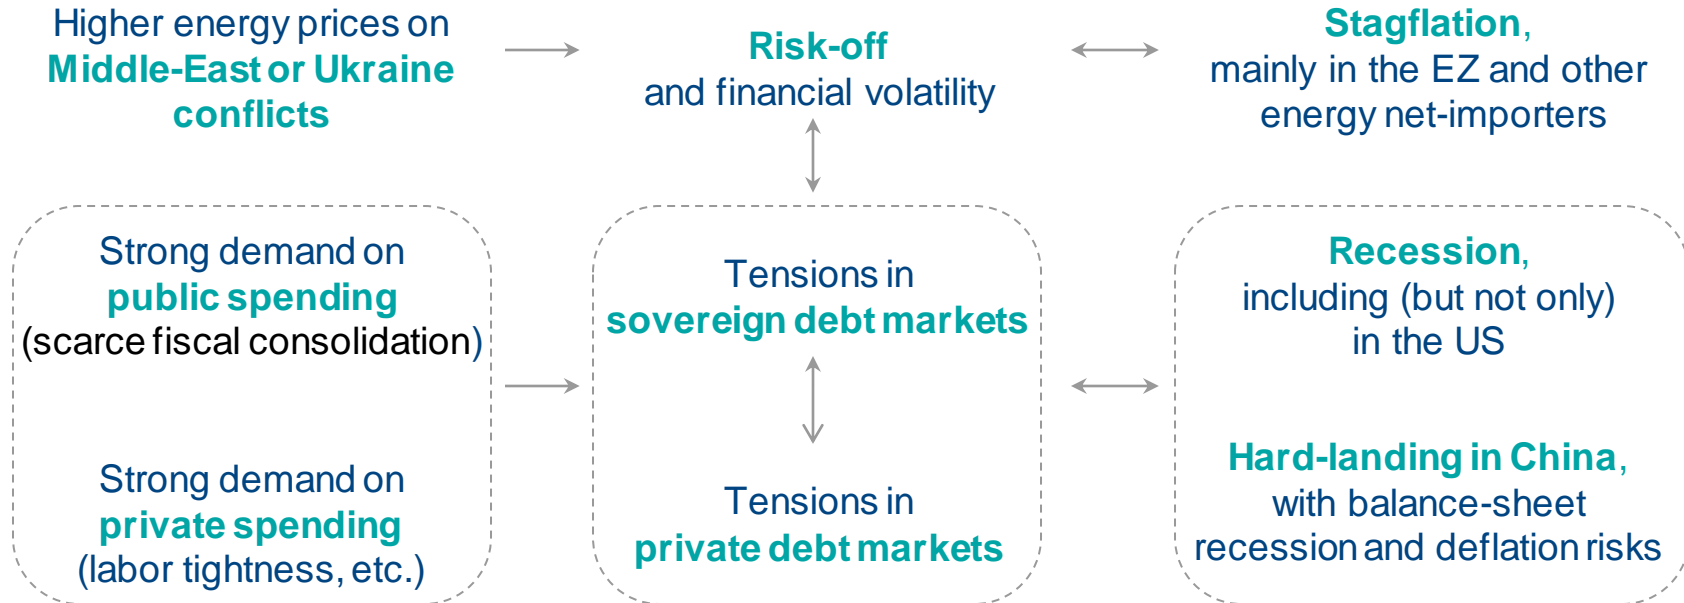 Higher energy prices on
Middle-East or Ukraine
conflicts
Risk-off
and financial volatility
Stagflation,
mainly in the EZ and other
energy net-importers
Strong demand on
public spending
(scarce fiscal consolidation)
Strong demand on
private spending
(labor tightness, etc.)
Tensions in
sovereign debt markets
Tensions in
private debt markets
Recession,
including (but not only)
in the US
Hard-landing in China,
with balance-sheet
recession and deflation risks